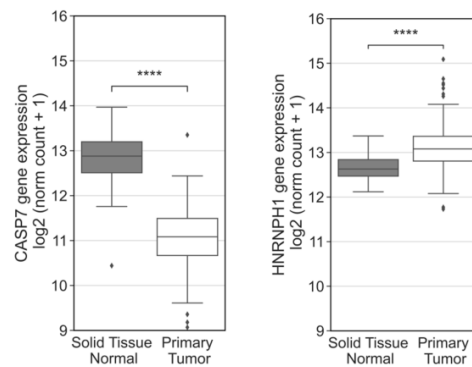 CASP7 gene expression
log2 (norm count + 1)
16
15
14
13
12
11
10
9
****
Solid Tissue
Normal
Primary
Tumor
HNRNPH1 gene expression
log2 (norm count + 1)
16
15
14
13
12
11
10
9
****
Solid Tissue
Normal
Primary
Tumor